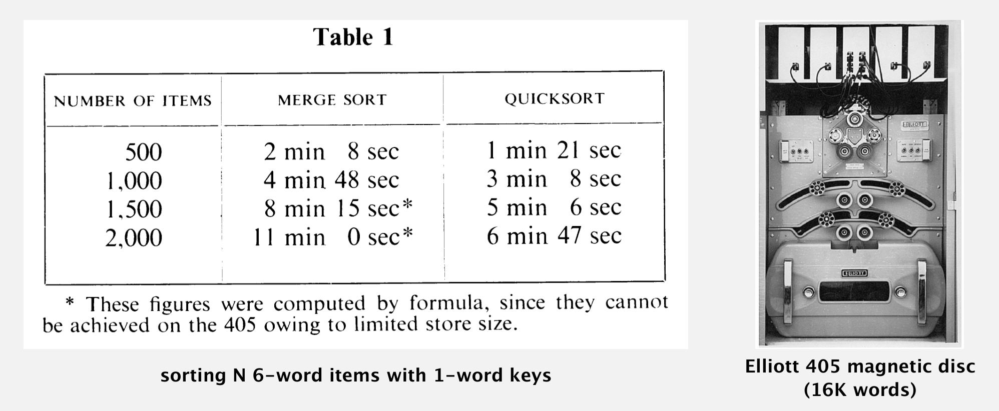 Table 1
NUMBER OF ITEMS MERGE SORT QUICKSORT
500 2 min 8 sec 1 min 21 sec
1,000 4 min 48 sec 3 min 8 sec
1,500 8 min 15 sec* 5 min 6 sec
2,000 11 min 0 sec* 6 min 47 sec
* These figures were computed by formula, since they cannot
be achieved on the 405 owing to limited store size.
sorting N 6-word items with 1-word keys
ELLIOTT
ELLIOTT
Elliott 405 magnetic disc
(16K words)